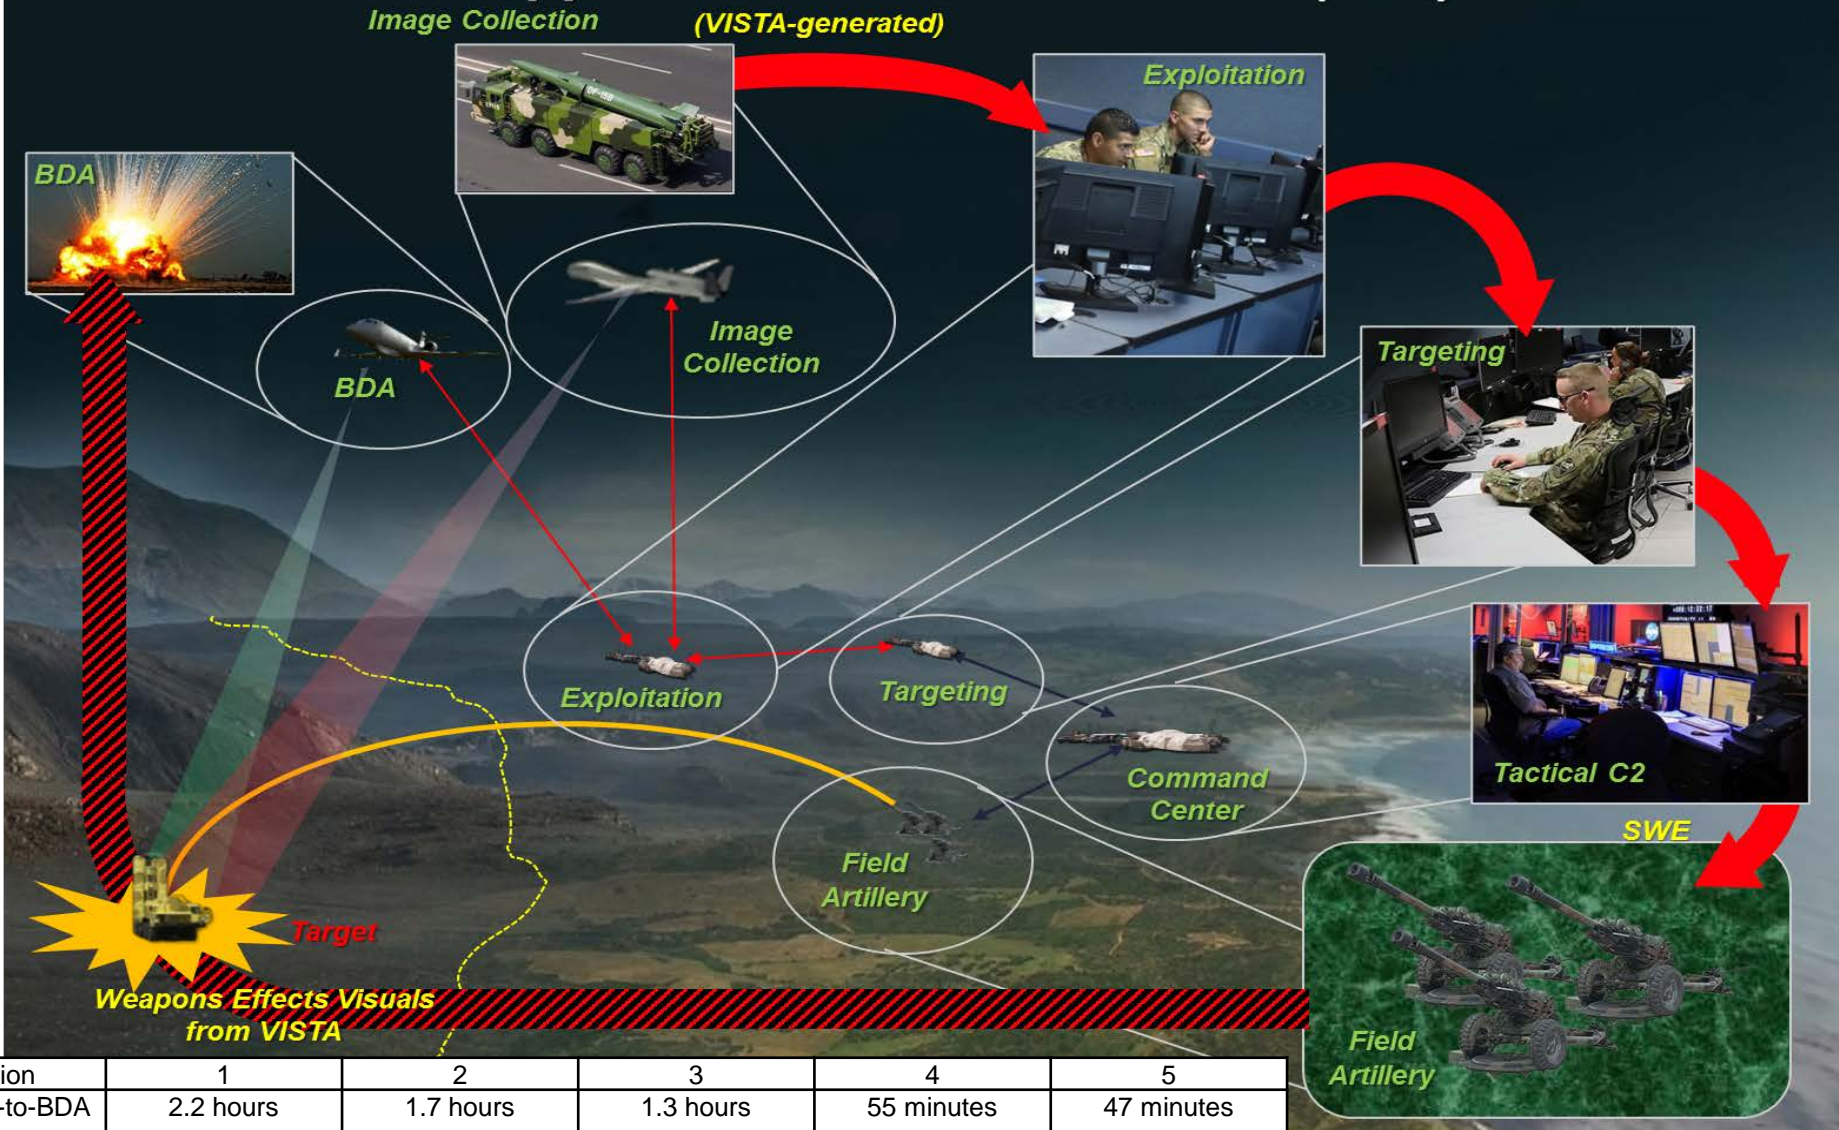 Image Collection
(VISTA-generated)
DF-15B
Exploitation
BDA
Image
Collection
BDA
Targeting
Exploitation
Targeting
Command
Center
Tactical C2
SWE
Field
Artillery
Target
Weapons Effects Visuals
from VISTA
Field
Artillery
ion 1 2 3 4 5
-to-BDA 2.2 hours 1.7 hours 1.3 hours 55 minutes 47 minutes